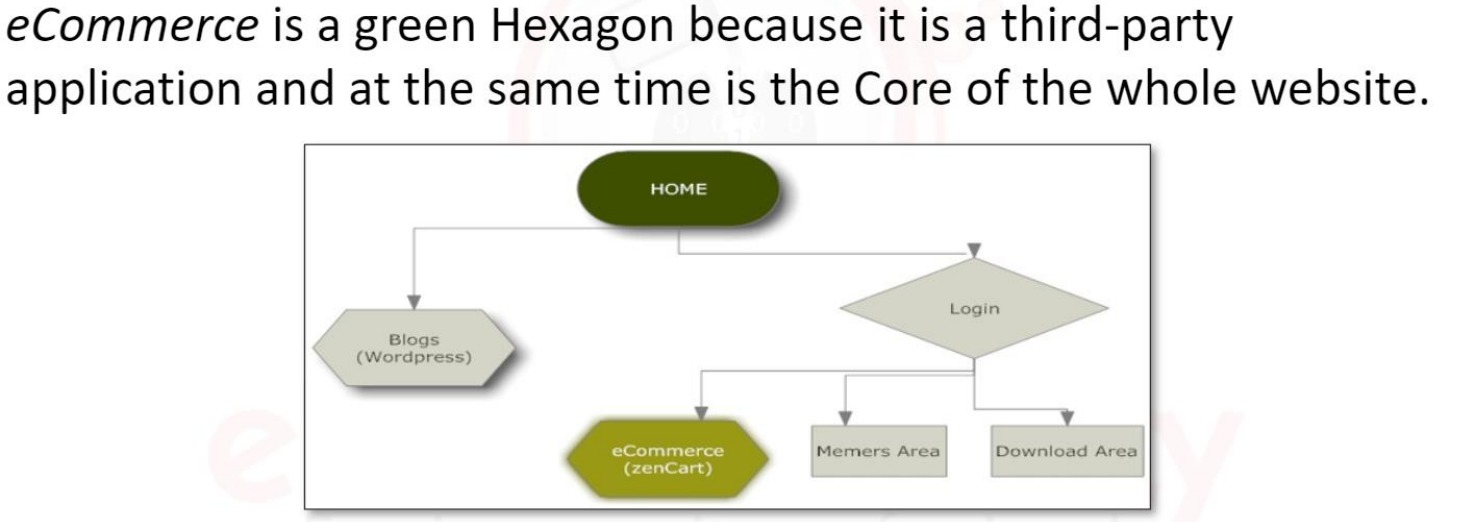 eCommerce is a green Hexagon because it is a third-party
application and at the same time is the Core of the whole website.
HOME
Login
Blogs
(Wordpress)
eCommerce
(zenCart)
Memers Area
Download Area